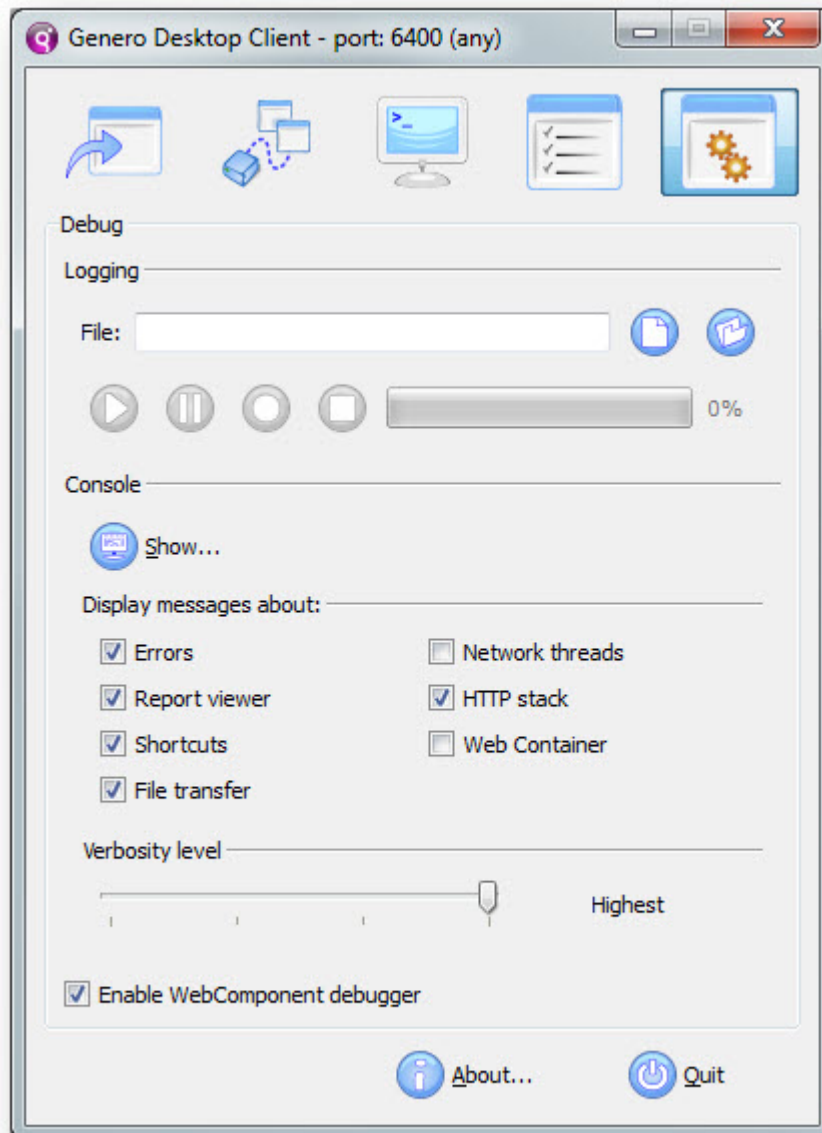 Genero Desktop Client - port: 6400 (any)
>_
Debug
Logging
File:
0%
Console
Show...
Display messages about:
Errors
Network threads
Report viewer
HTTP stack
Shortcuts
Web Container
File transfer
Verbosity level
Highest
Enable WebComponent debugger
About...
Quit